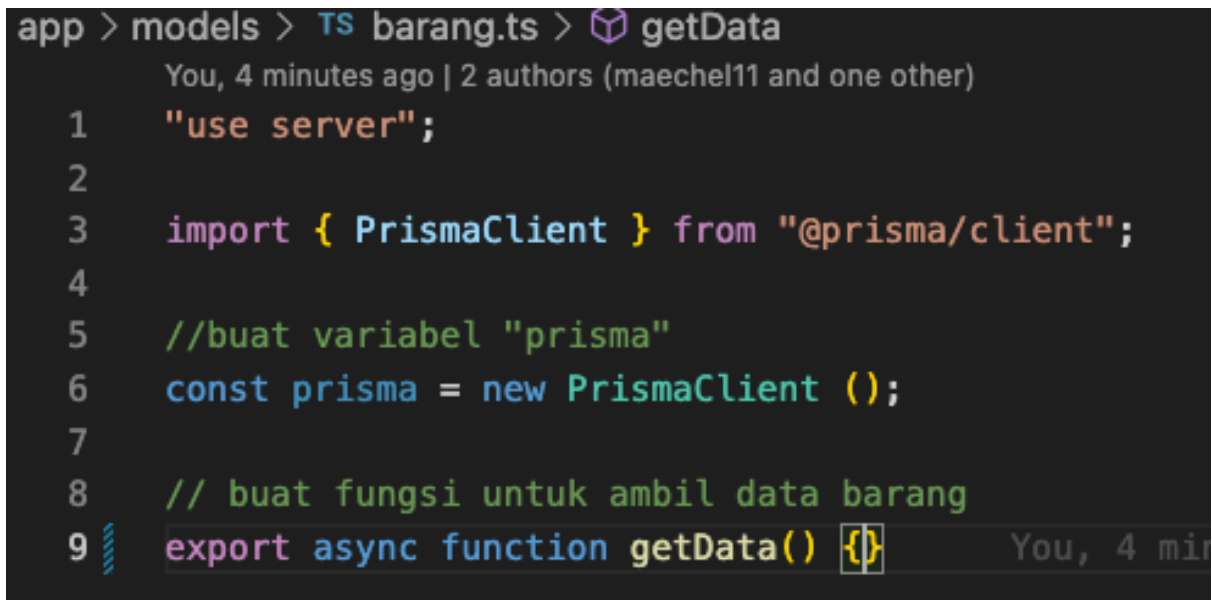 app > models > TS barang.ts > getData
You, 4 minutes ago | 2 authors (maechel11 and one other)
1 "use server";
2
3 import { PrismaClient } from "@prisma/client";
4
5 //buat variabel "prisma"
6 const prisma = new PrismaClient ();
7
8 // buat fungsi untuk ambil data barang
9 export async function getData() {} You, 4